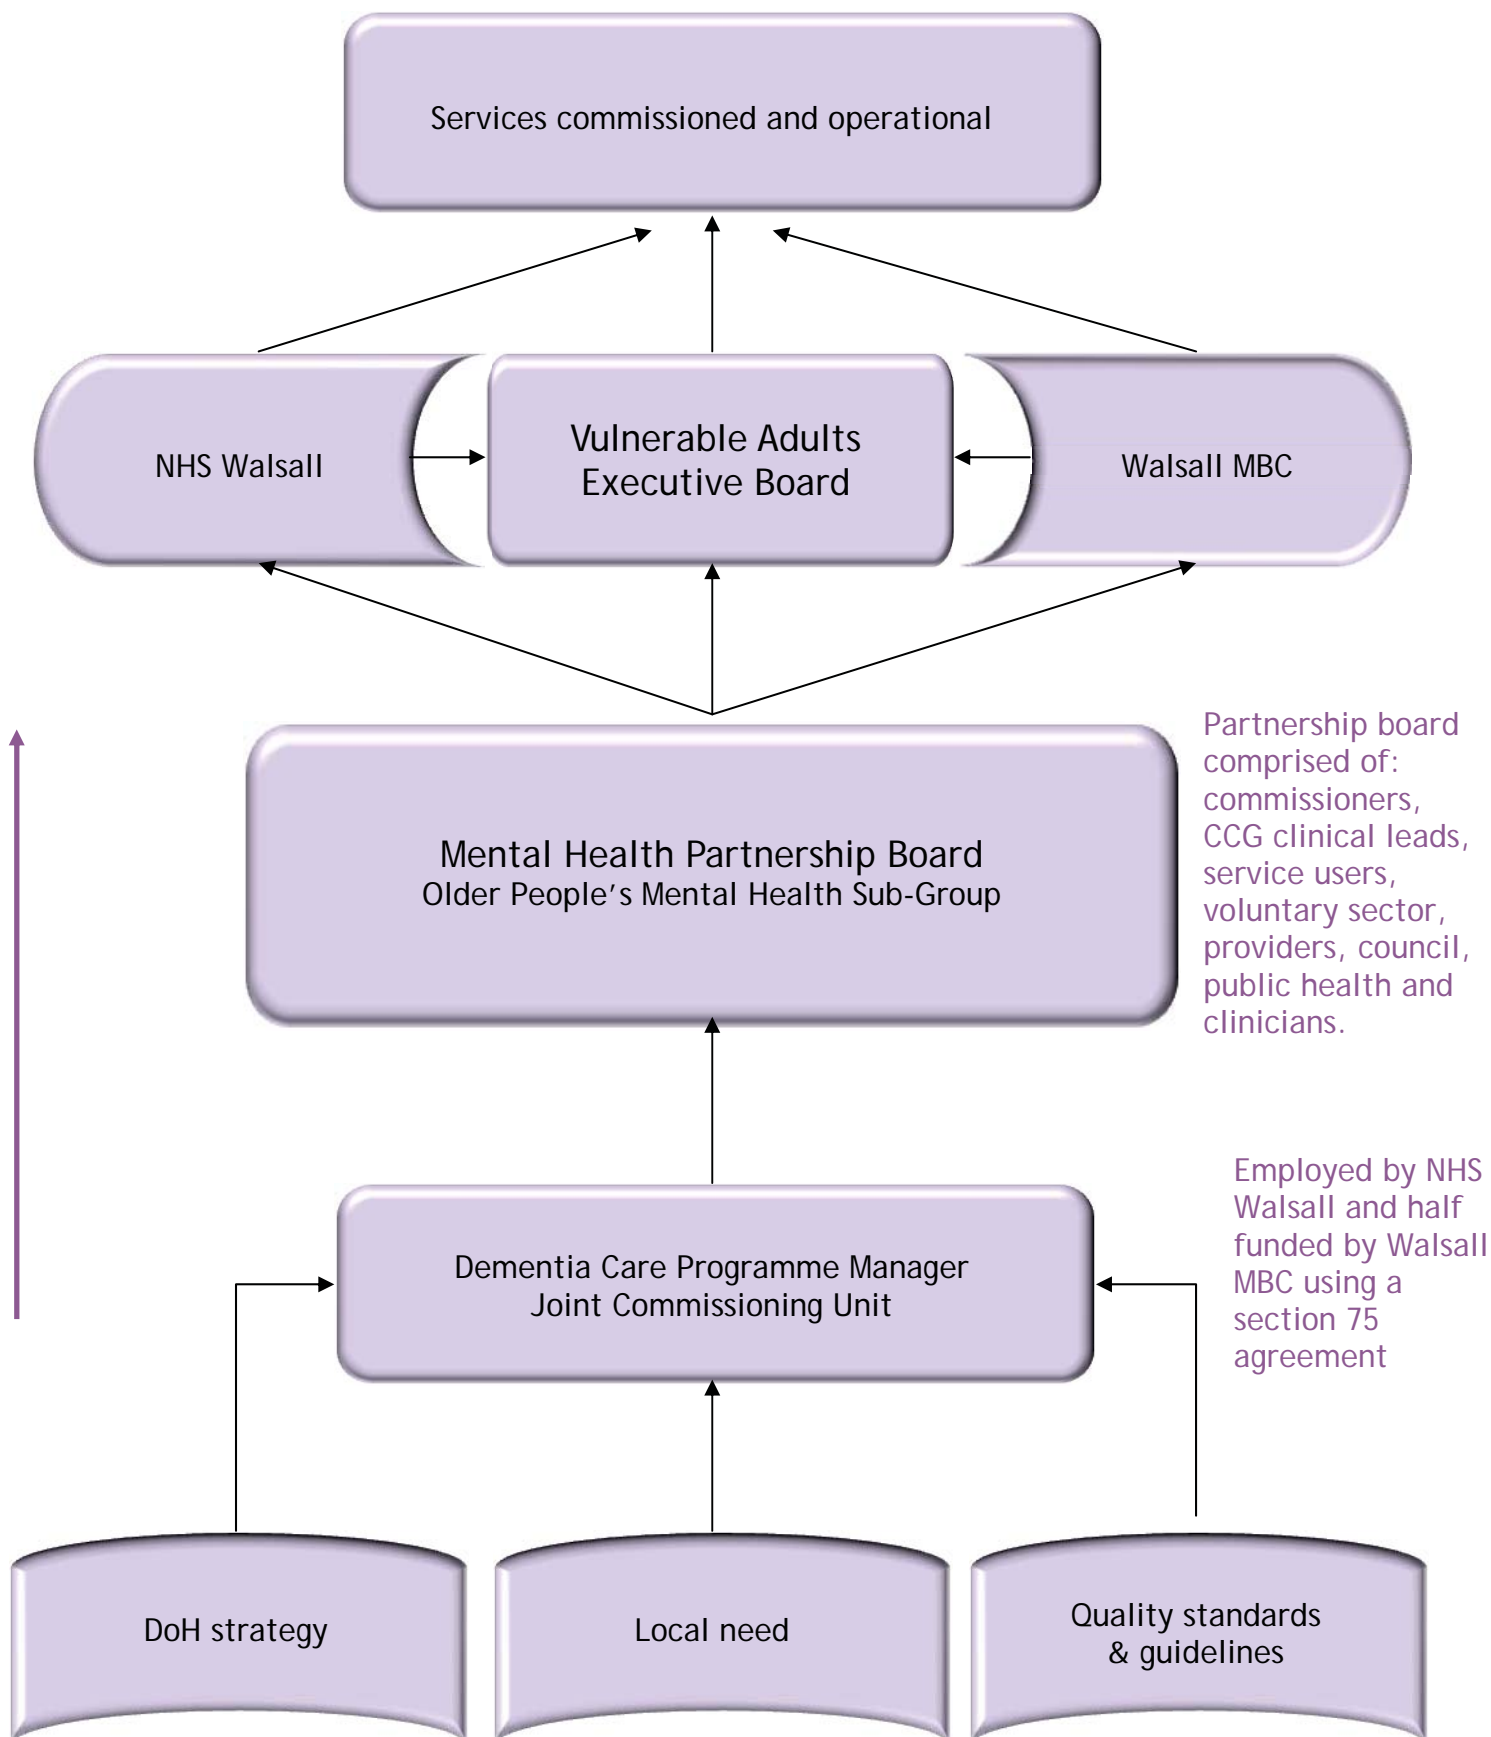 Services commissioned and operational
NHS Walsall
Vulnerable Adults
Executive Board
Walsall MBC
Mental Health Partnership Board
Older People’s Mental Health Sub-Group
Partnership board
comprised of:
commissioners,
CCG clinical leads,
service users,
voluntary sector,
providers, council,
public health and
clinicians.
Dementia Care Programme Manager
Joint Commissioning Unit
Employed by NHS
Walsall and half
funded by Walsall
MBC using a
section 75
agreement
DoH strategy
Local need
Quality standards
& guidelines